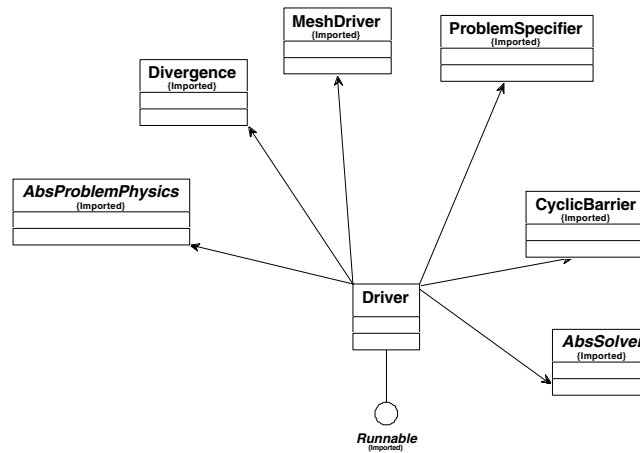 MeshDriver
{Imported}
ProblemSpecifier
{Imported}
Divergence
{Imported}
AbsProblemPhysics
{Imported}
CyclicBarrier
{Imported}
Driver
AbsSolver
{Imported}
Runnable
{Imported}